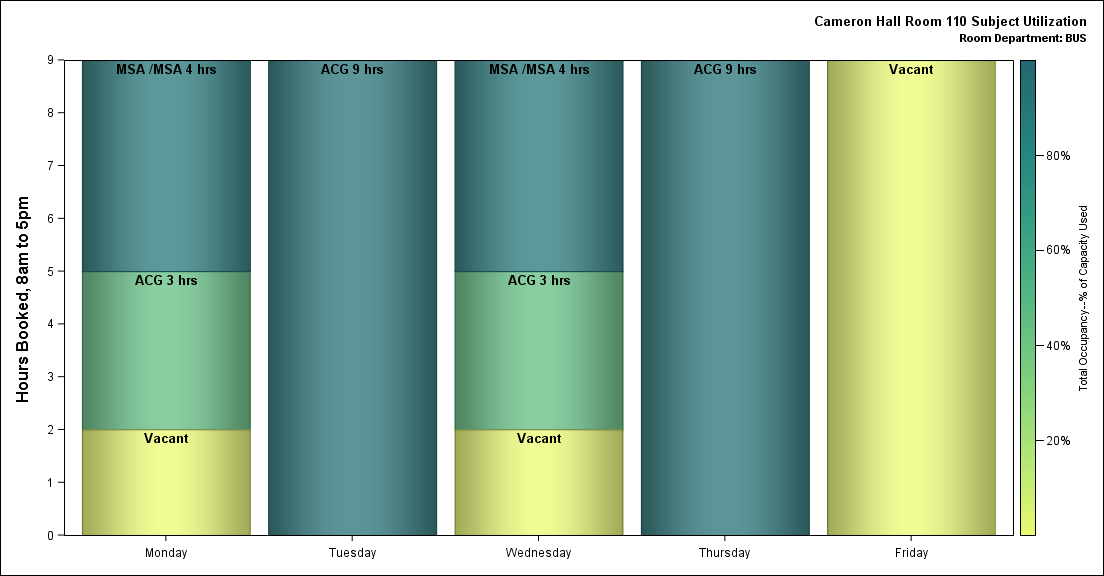 Cameron Hall Room 110 Subject Utilization
Room Department: BUS
Hours Booked, 8am to 5pm
9
8
7
6
5
4
3
2
1
0
MSA /MSA 4 hrs
ACG 3 hrs
Vacant
ACG 9 hrs
MSA /MSA 4 hrs
ACG 3 hrs
Vacant
ACG 9 hrs
Vacant
Monday
Tuesday
Wednesday
Thursday
Friday
80%
60%
40%
20%
Total Occupancy--% of Capacity Used